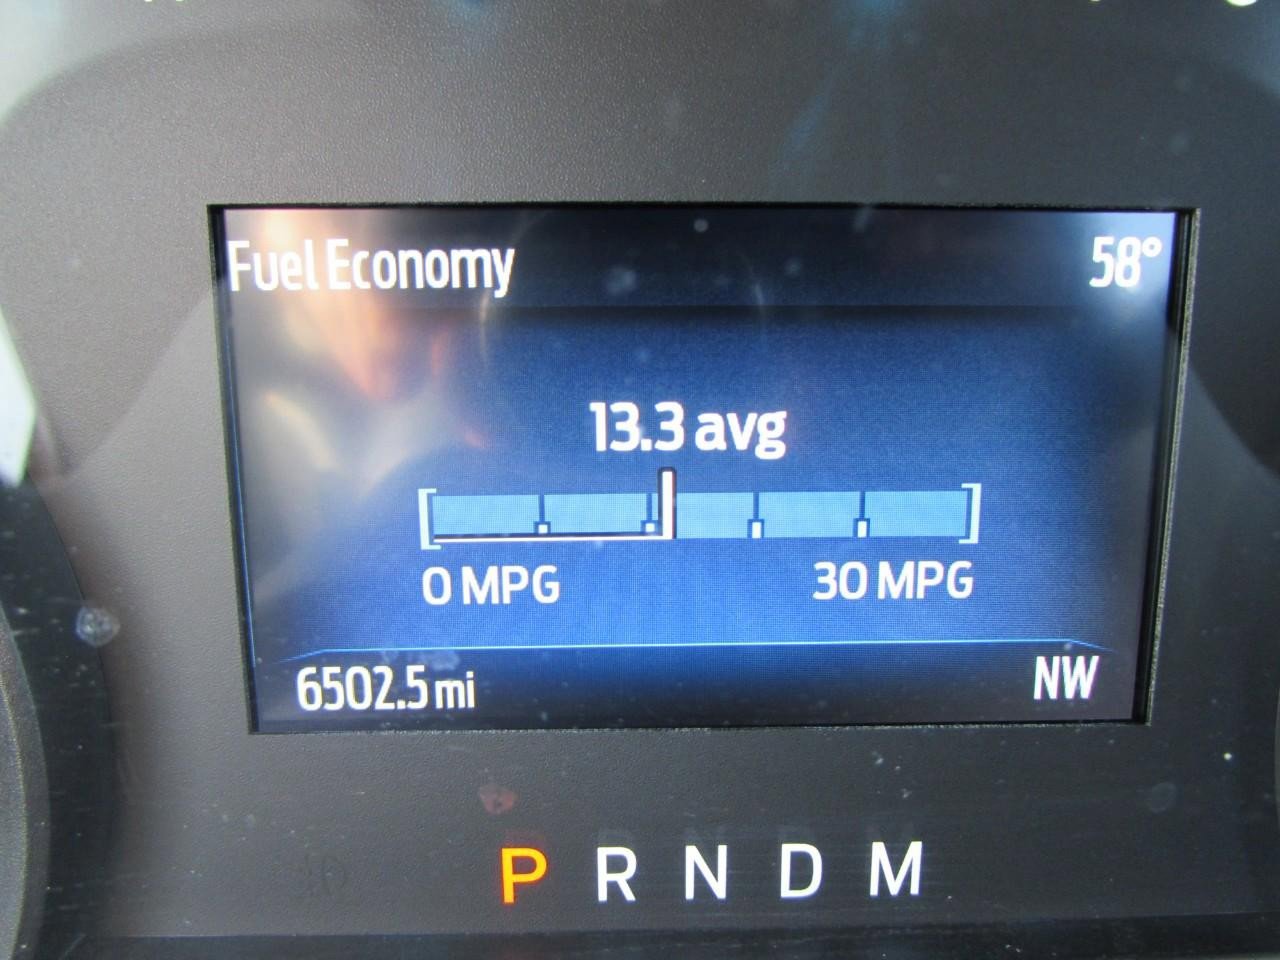 Fuel Economy 58°
13.3 avg
0 MPG 30 MPG
6502.5 mi NW
P R N D M